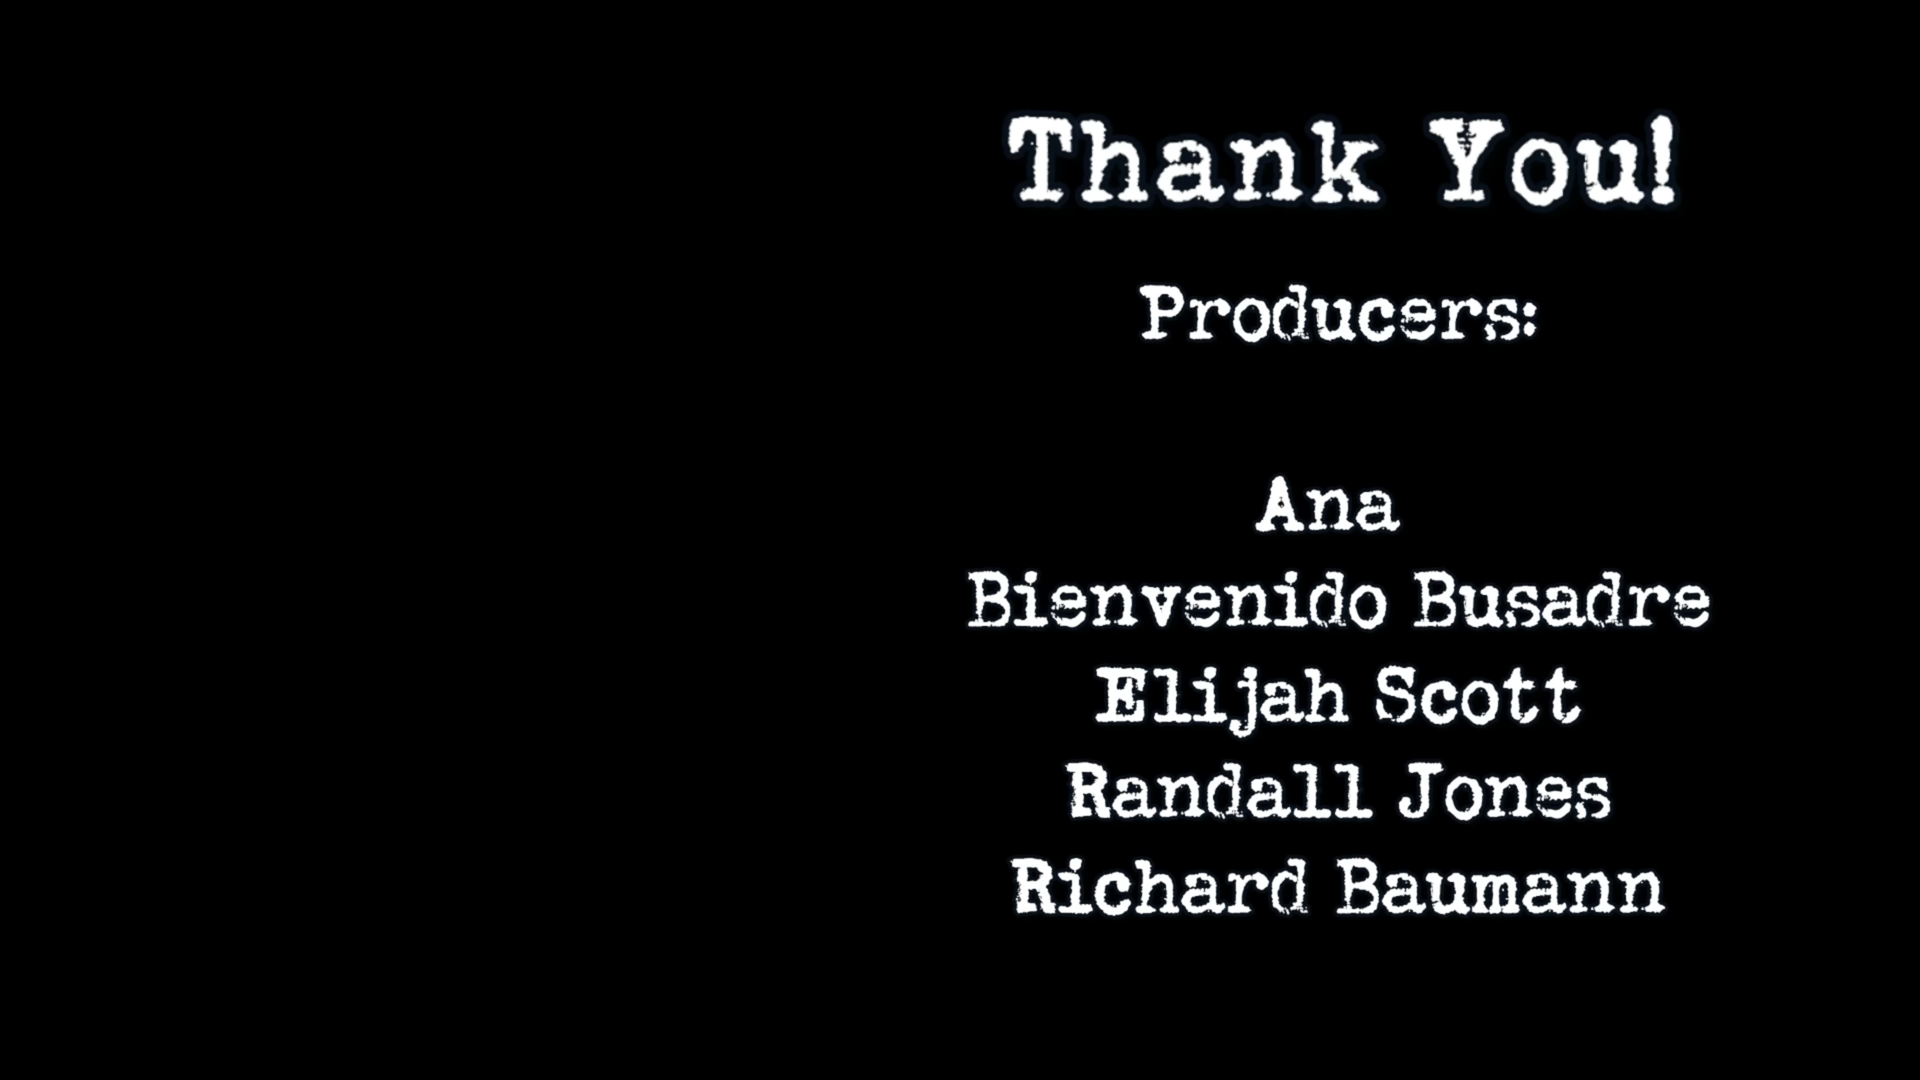 Thank You!
Producers:
Ana
Bienvenido Busadre
Elijah Scott
Randall Jones
Richard Baumann